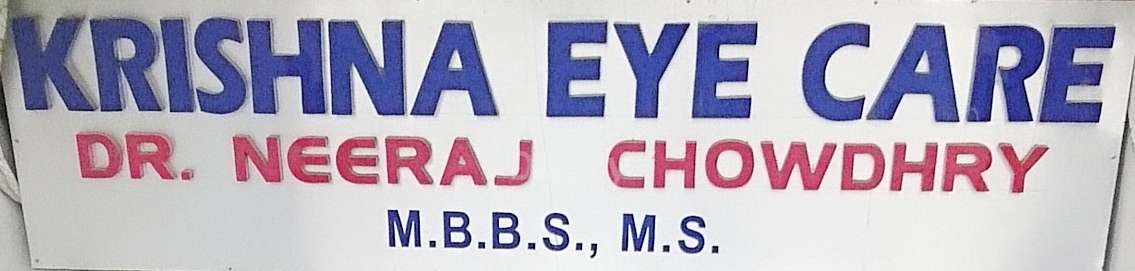 KRISHNA EYE CARE
DR. NEERAJ CHOWDHRY
M.B.B.S., M.S.